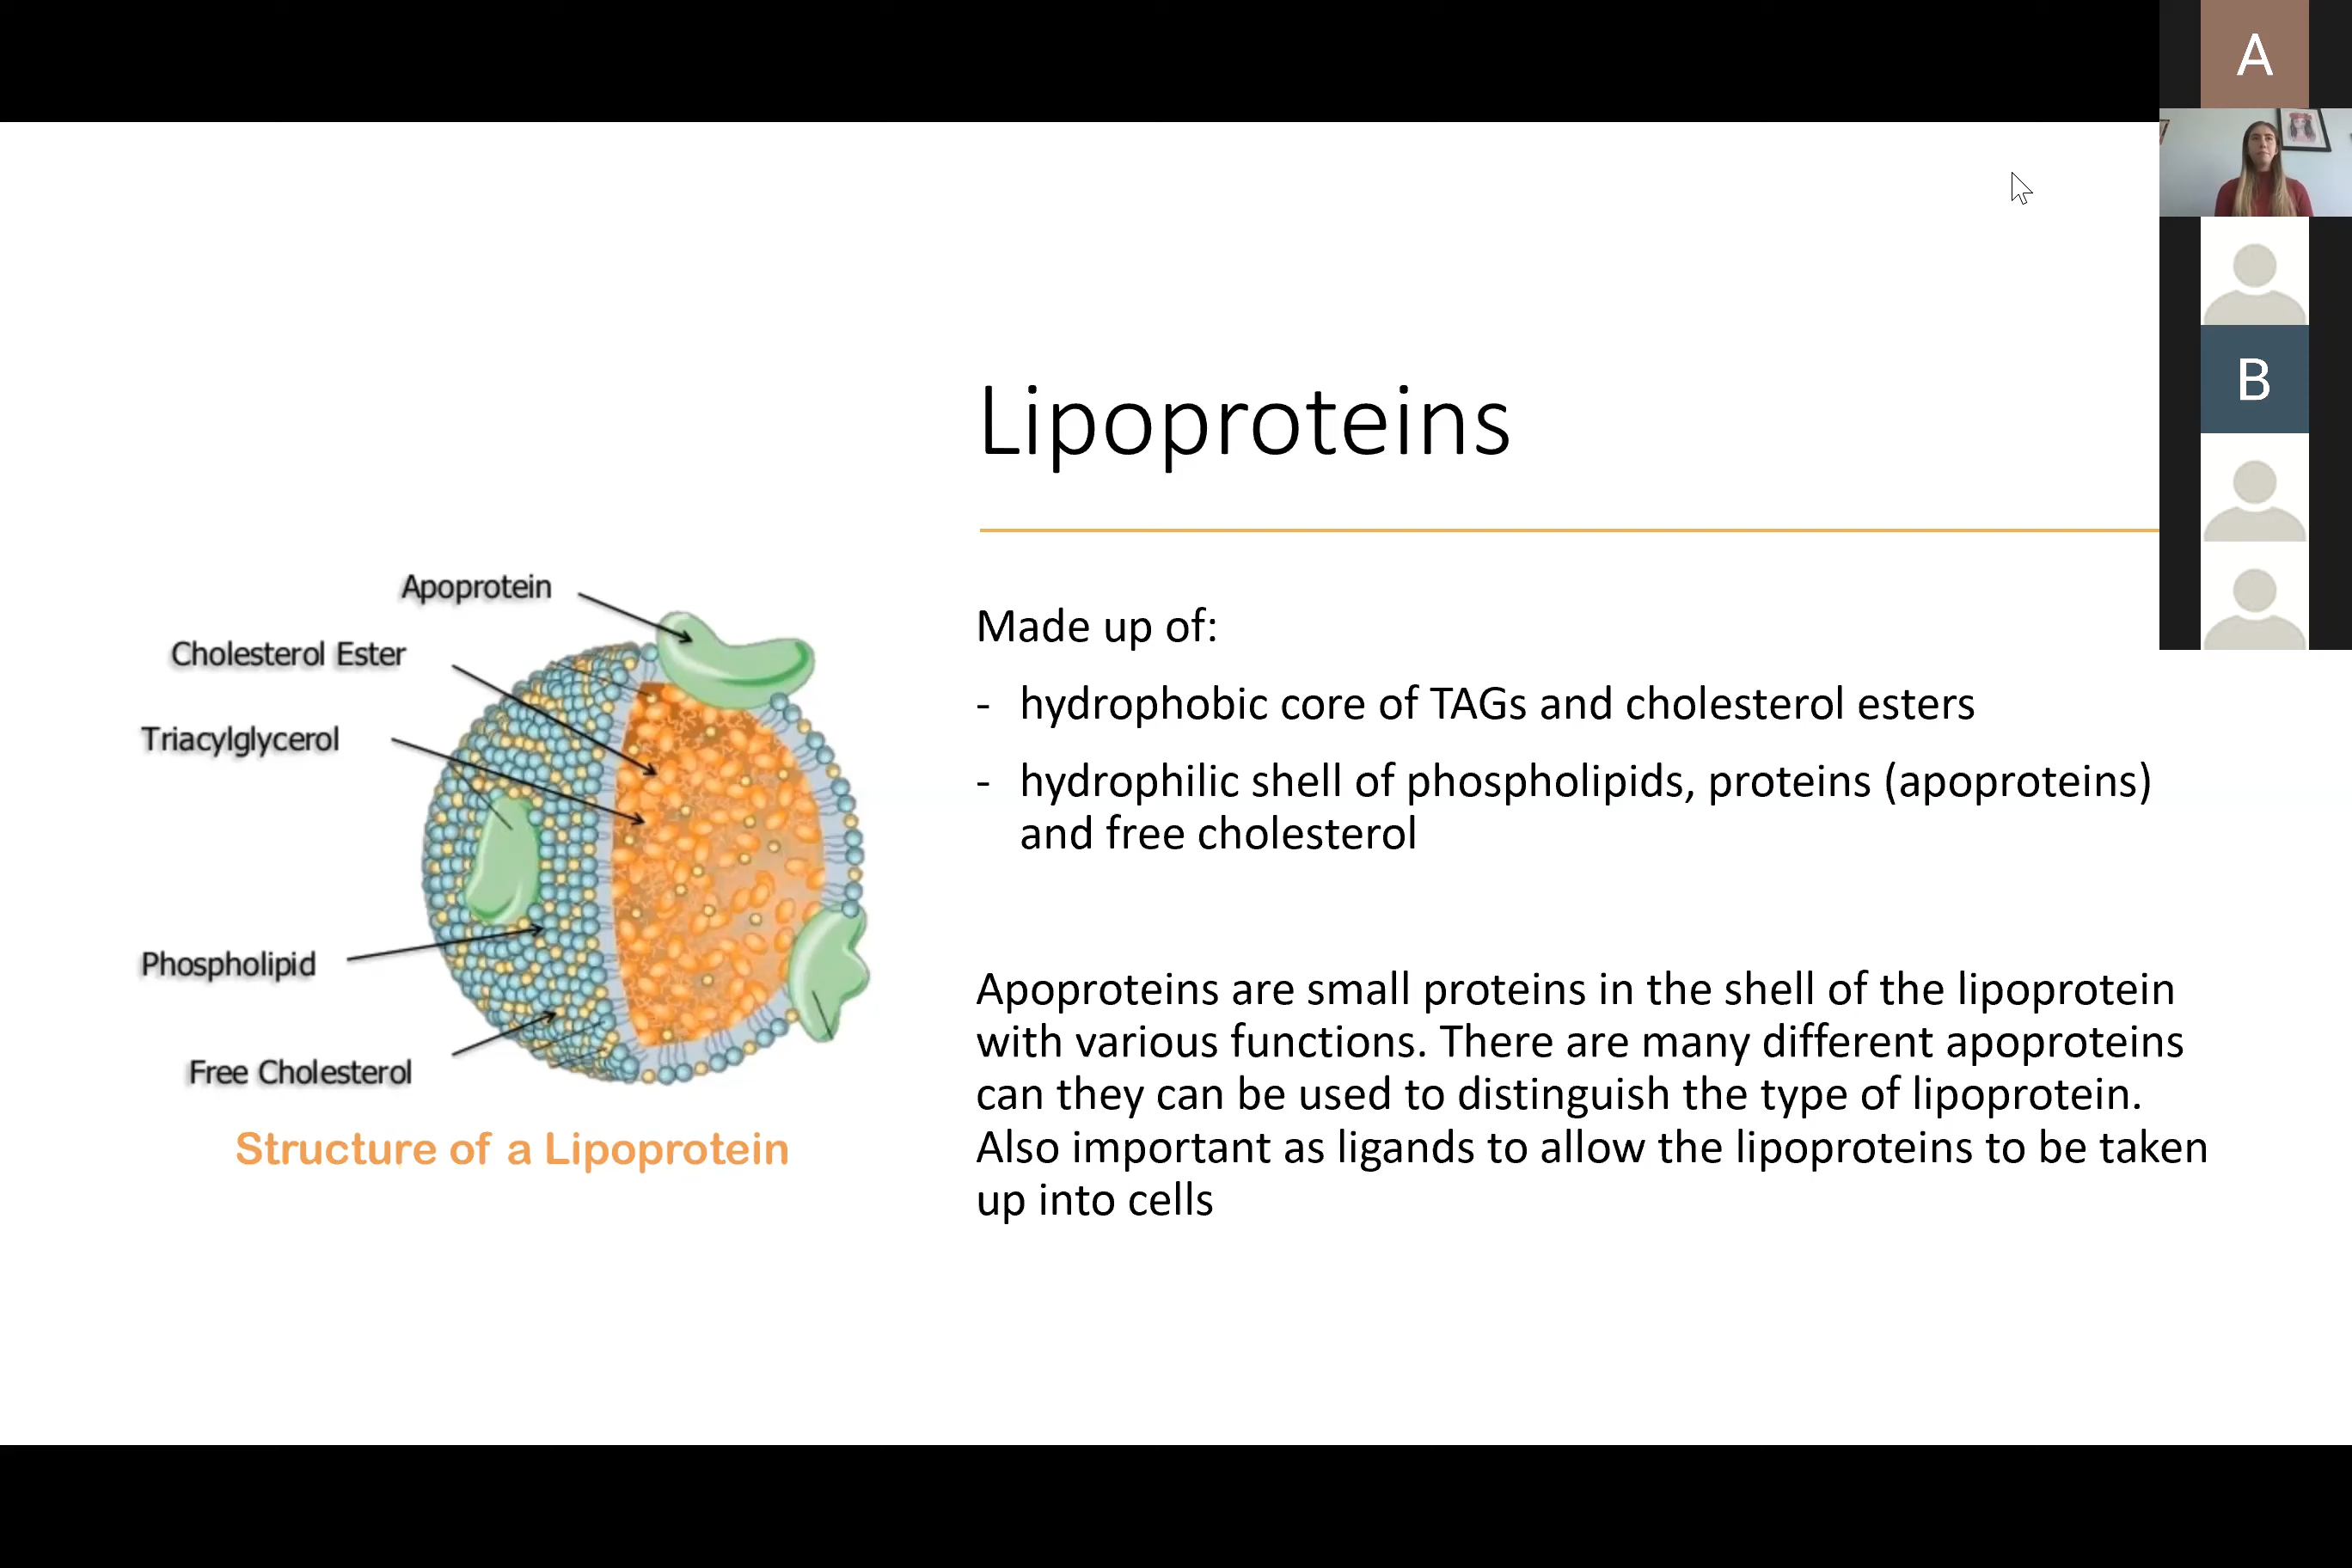 A
B
Lipoproteins
Apoprotein
Cholesterol Ester
Triacylglycerol
Phospholipid
Free Cholesterol
Structure of a Lipoprotein
Made up of:
- hydrophobic core of TAGs and cholesterol esters
- hydrophilic shell of phospholipids, proteins (apoproteins)
and free cholesterol
Apoproteins are small proteins in the shell of the lipoprotein
with various functions. There are many different apoproteins
can they can be used to distinguish the type of lipoprotein.
Also important as ligands to allow the lipoproteins to be taken
up into cells